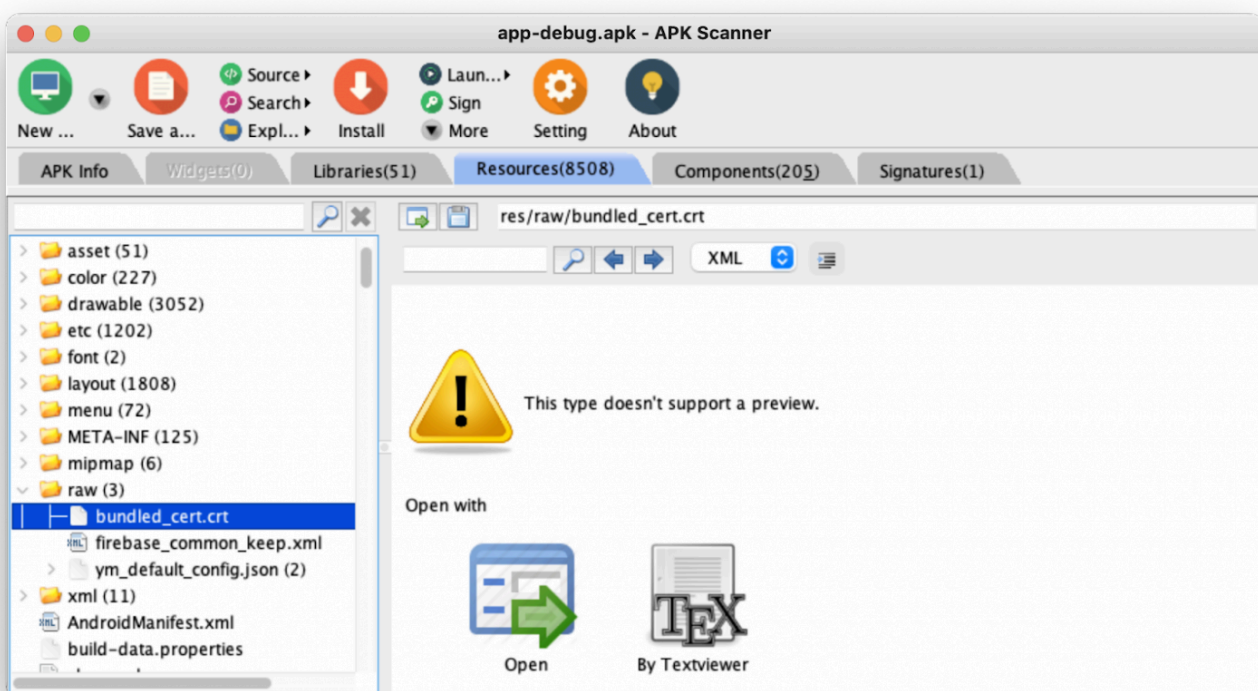 app-debug.apk - APK Scanner
Source
Laun...
Search
Sign
New ...
Save a...
Expl...
Install
More
Setting
About
APK Info
Widgets(0)
Libraries(51)
Resources(8508)
Components(205)
Signatures(1)
res/raw/bundled_cert.crt
asset (51)
XML
color (227)
drawable (3052)
etc (1202)
font (2)
layout (1808)
menu (72)
META-INF (125)
mipmap (6)
raw (3)
bundled_cert.crt
firebase_common_keep.xml
ym_default_config.json (2)
xml (11)
AndroidManifest.xml
build-data.properties
This type doesn't support a preview.
Open with
TEX
Open
By Textviewer